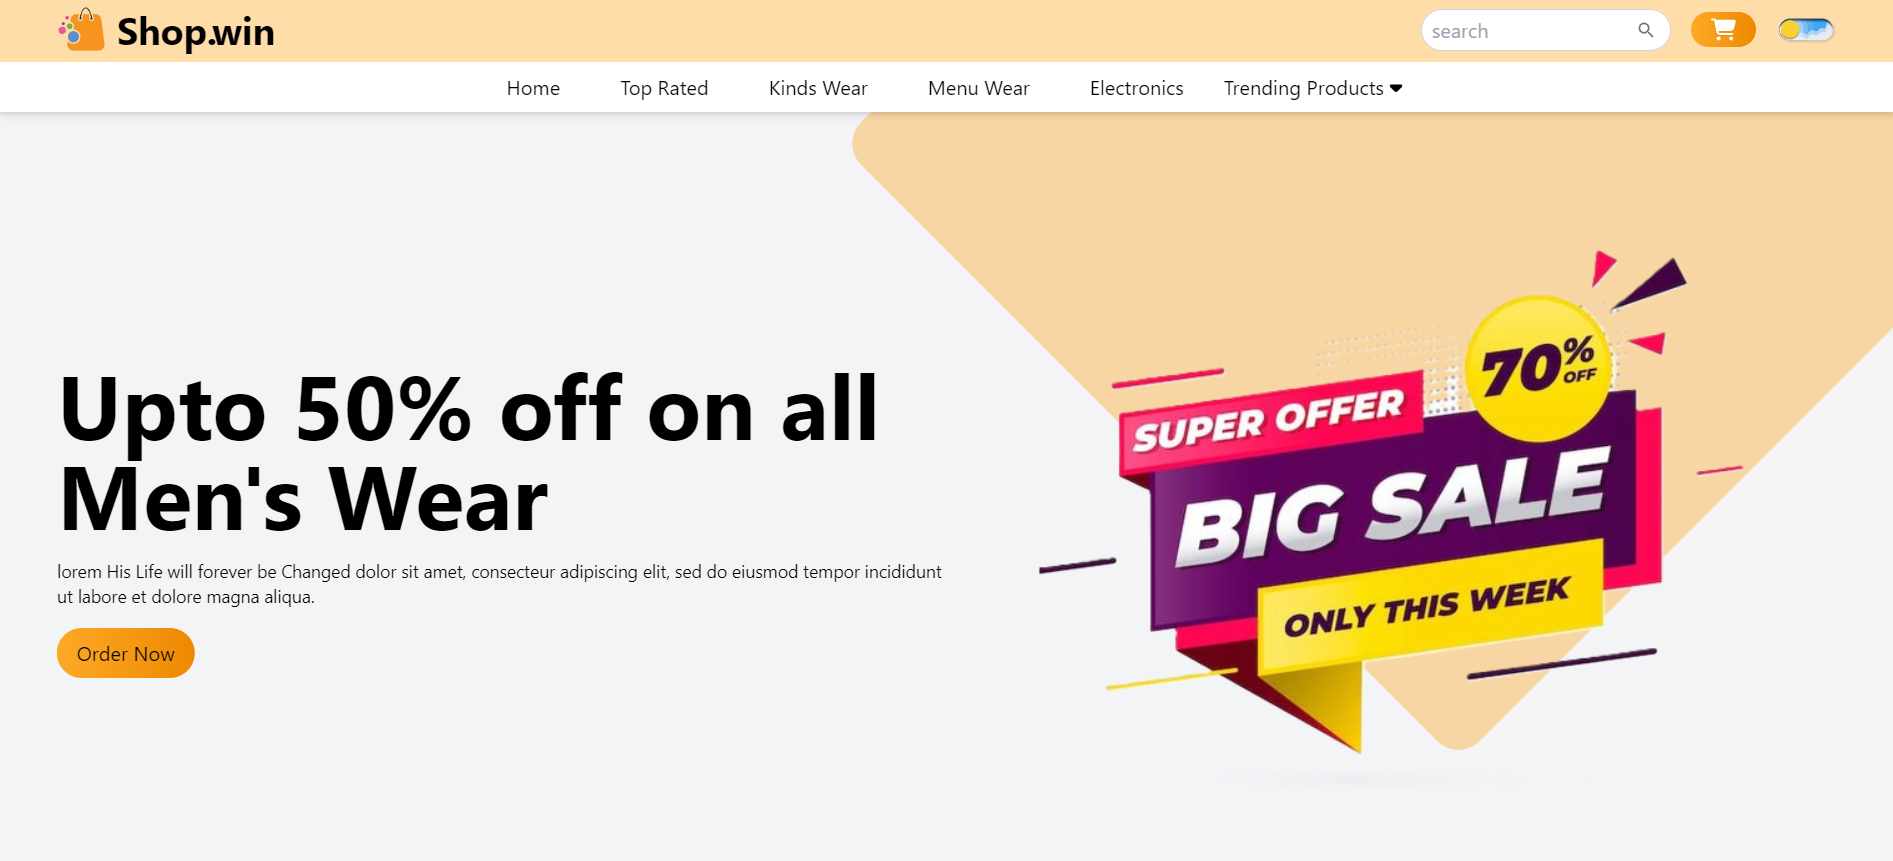 Shop.win
search
Home Top Rated Kinds Wear Menu Wear Electronics Trending Products
Upto 50% off on all
Men's Wear
lorem His Life will forever be Changed dolor sit amet, consecteur adipiscing elit, sed do eiusmod tempor incididunt
ut labore et dolore magna aliqua.
Order Now
70%
OFF
SUPER OFFER
BIG SALE
ONLY THIS WEEK